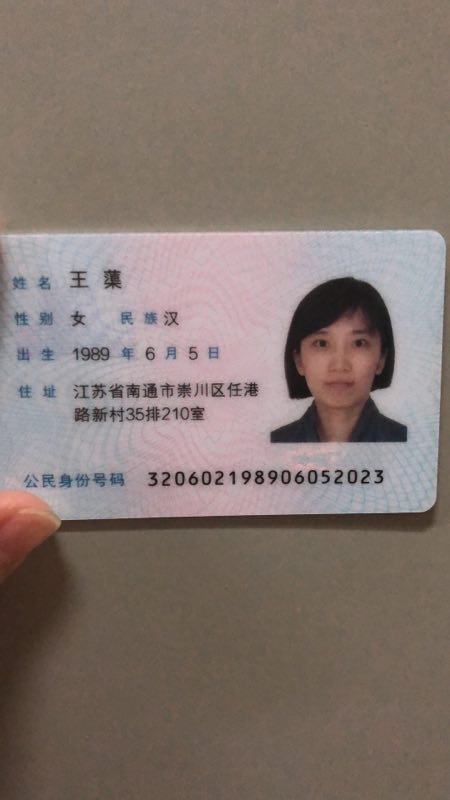 姓名 王蕖
性别 女 民族 汉
出生 1989 年 6 月 5 日
住址 江苏省南通市崇川区任港
路新村35排210室
公民身份号码 320602198906052023